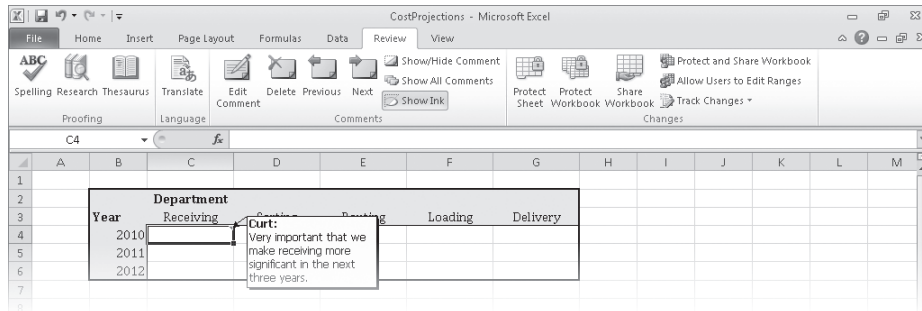 CostProjections - Microsoft Excel
File Home Insert Page Layout Formulas Data Review View
ABC
Spelling Research Thesaurus
Proofing
Translate
Language
Edit Comment
Delete Previous Next
Show/Hide Comment
Show All Comments
Show Ink
Comments
Protect Sheet
Protect Workbook
Share Workbook
Protect and Share Workbook
Allow Users to Edit Ranges
Track Changes
Changes
C4 fx
A B C D E F G H I J K L M
1
2 Department
3 Year Receiving Sorting Routing Loading Delivery
4 2010
5 2011
6 2012
7
8
Curt:
Very important that we
make receiving more
significant in the next
three years.